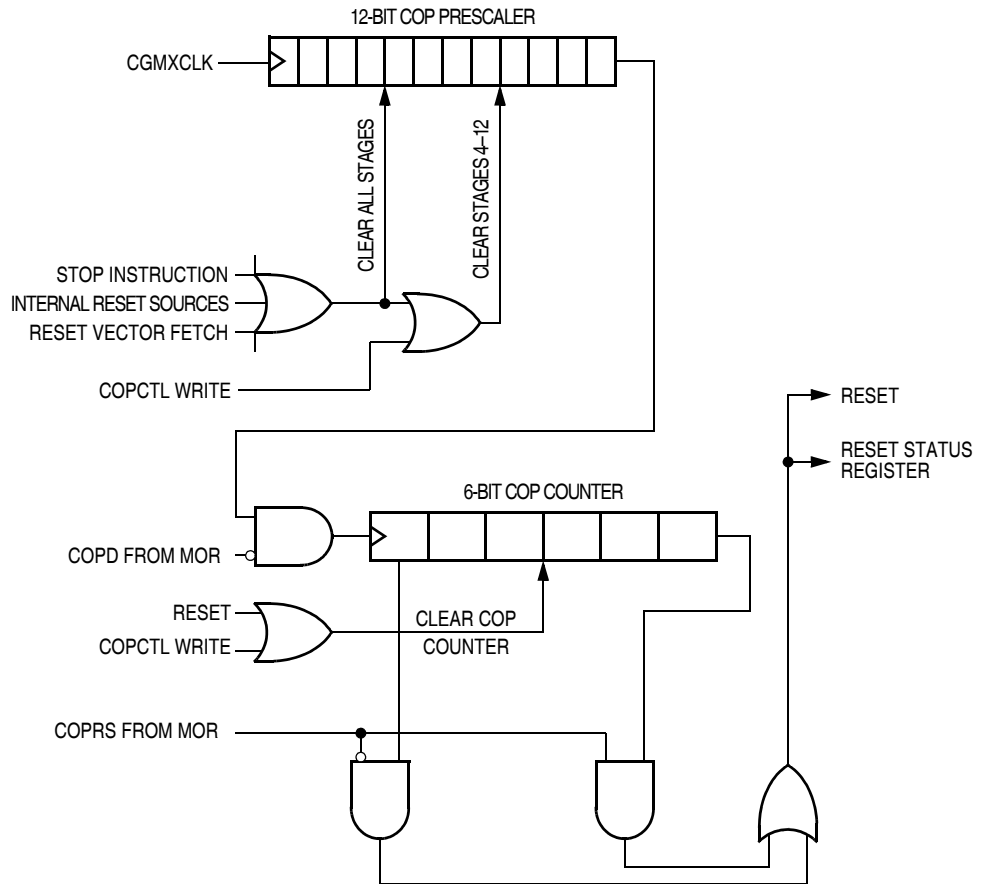 12-BIT COP PRESCALER
CGMXCLK
CLEAR ALL STAGES
CLEAR STAGES 4–12
STOP INSTRUCTION
INTERNAL RESET SOURCES
RESET VECTOR FETCH
COPCTL WRITE
RESET
RESET STATUS
REGISTER
6-BIT COP COUNTER
COPD FROM MOR
RESET
COPCTL WRITE
CLEAR COP
COUNTER
COPRS FROM MOR